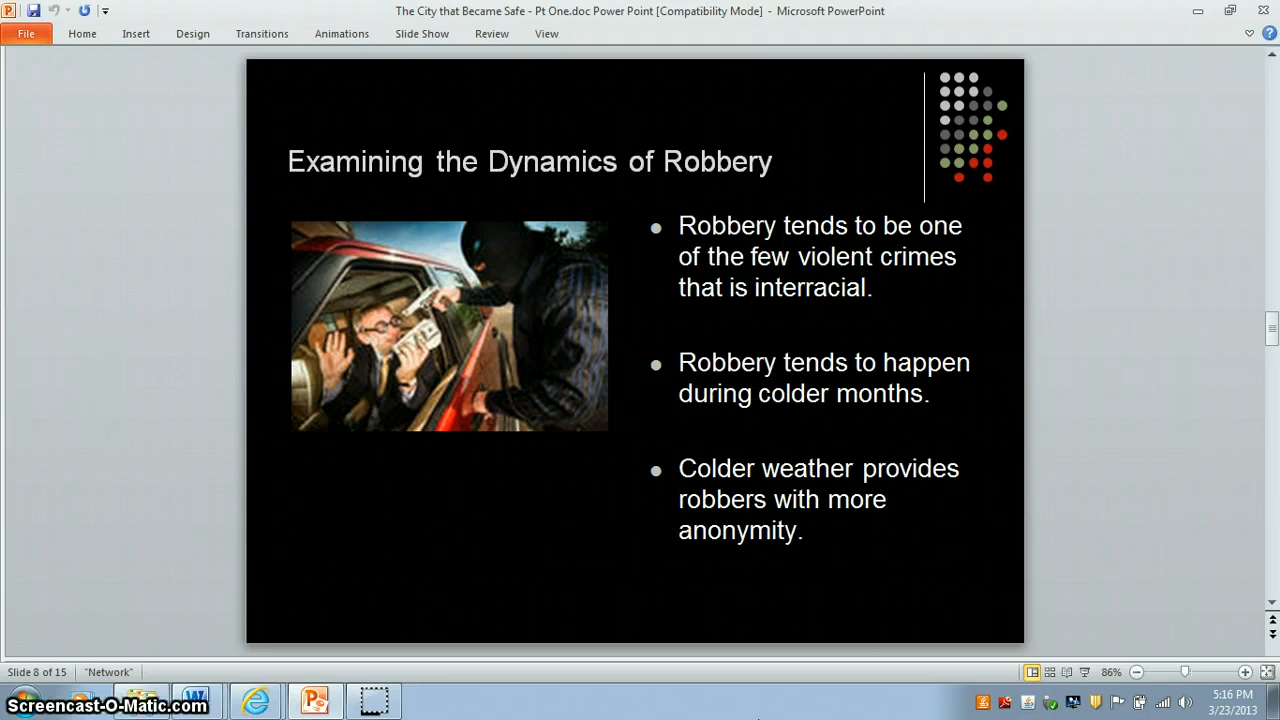 The City that Became Safe - Pt One.doc Power Point [Compatibility Mode] - Microsoft PowerPoint
File Home Insert Design Transitions Animations Slide Show Review View
Examining the Dynamics of Robbery
• Robbery tends to be one
of the few violent crimes
that is interracial.
• Robbery tends to happen
during colder months.
• Colder weather provides
robbers with more
anonymity.
Slide 8 of 15 "Network" 86%
Screencast-O-Matic.com
5:16 PM
3/23/2013